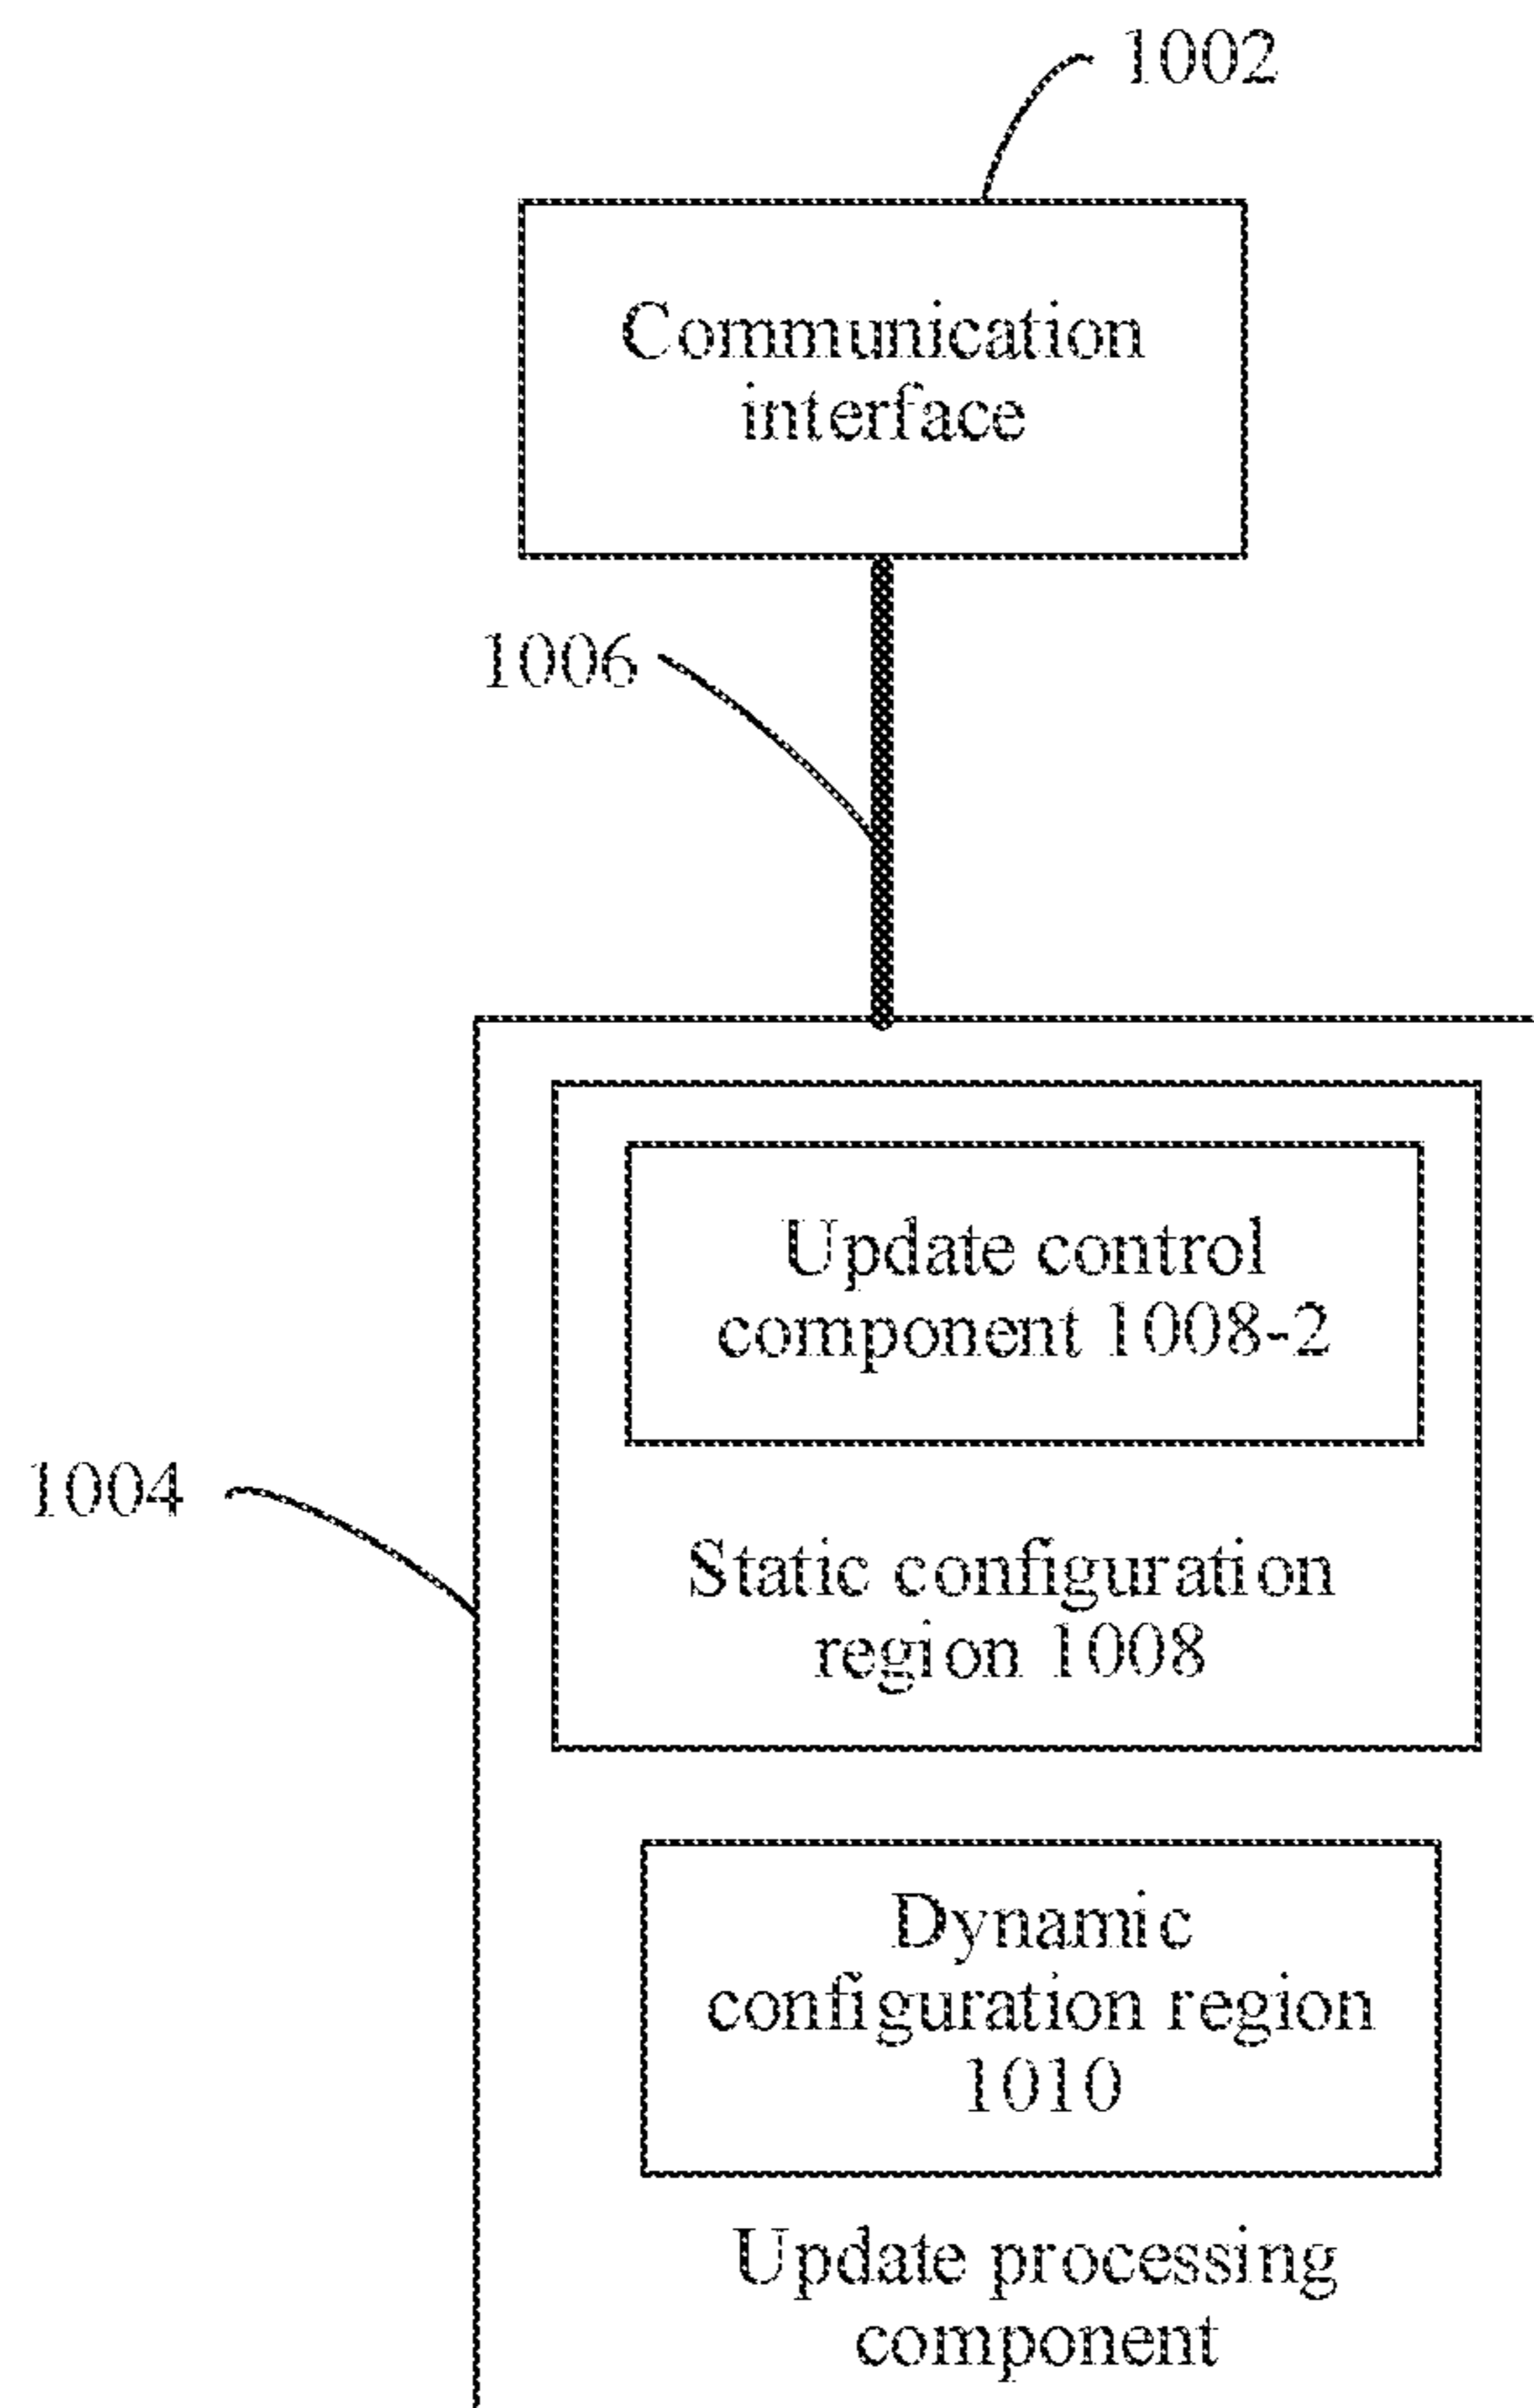 1002
Communication
interface
1006
Update control
component 1008-2
1004
Static configuration
region 1008
Dynamic
configuration region
1010
Update processing
component